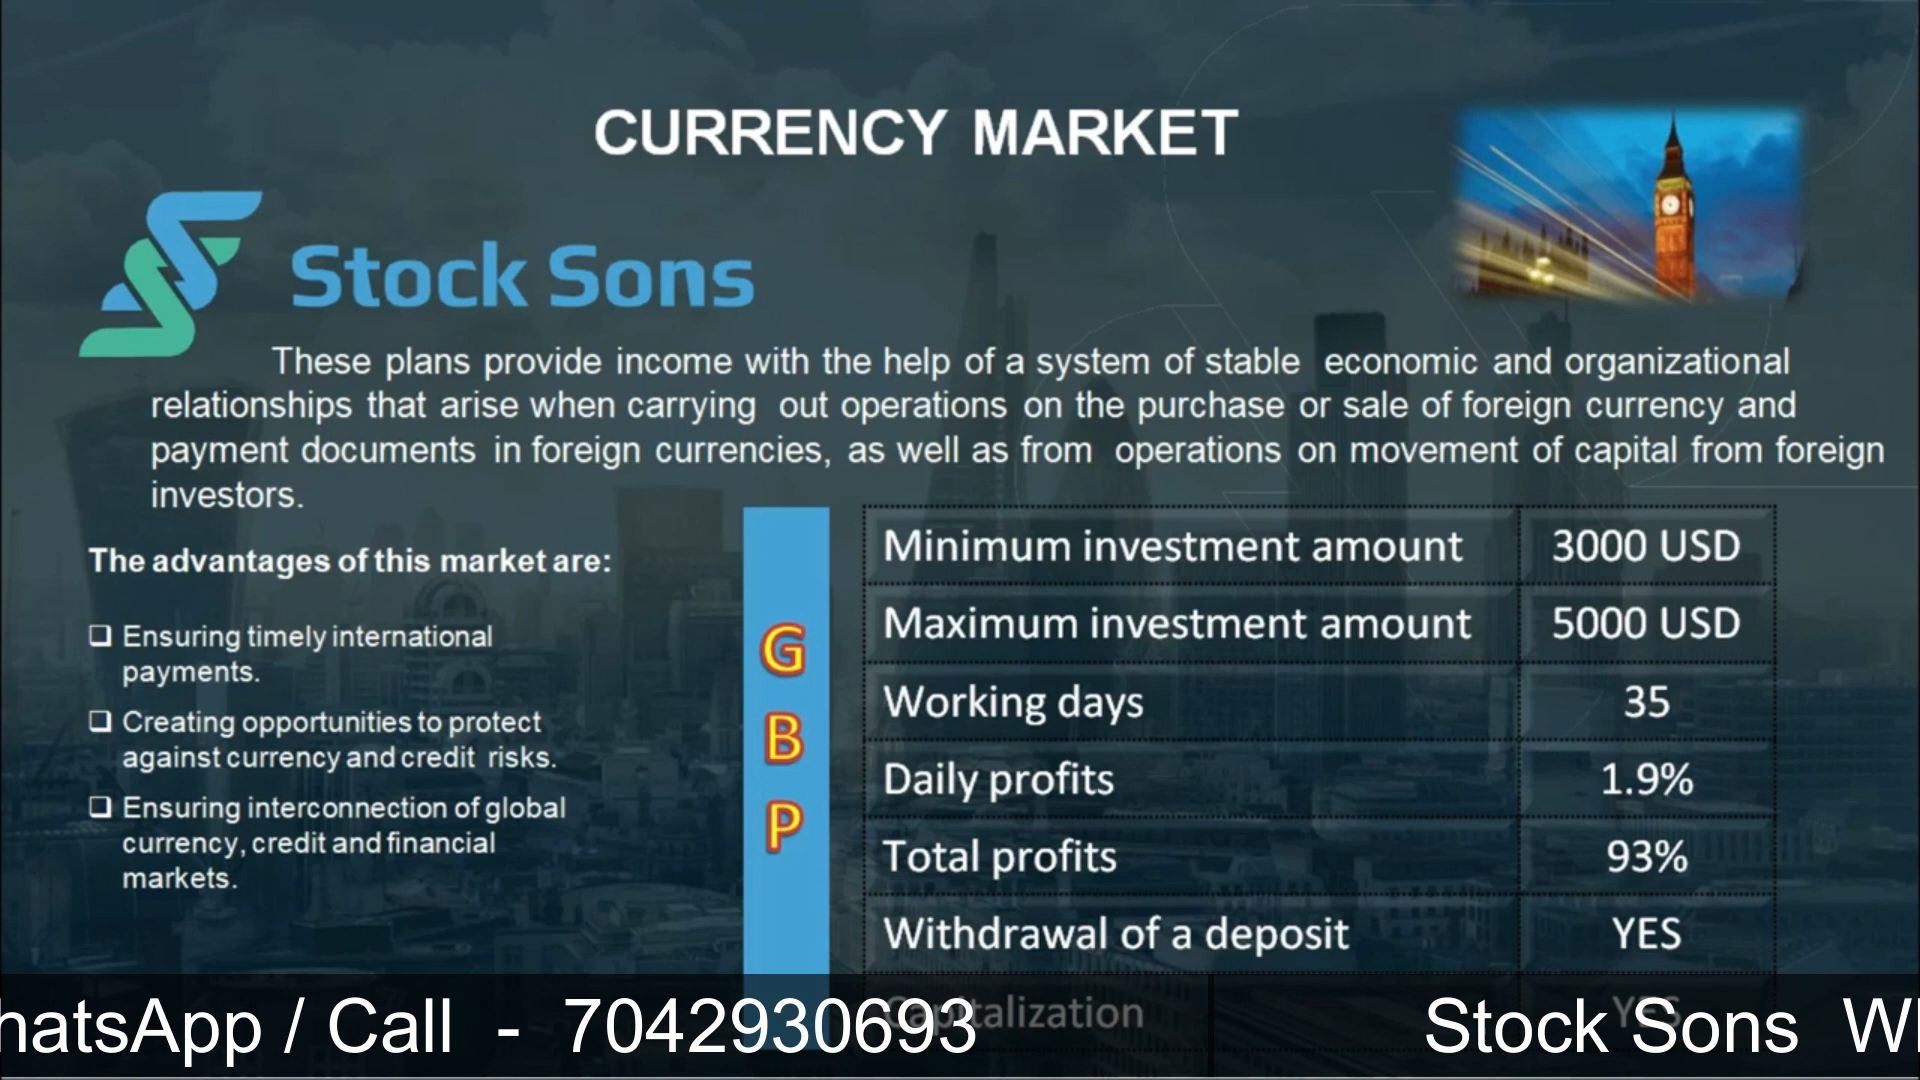 CURRENCY MARKET
Stock Sons
These plans provide income with the help of a system of stable economic and organizational
relationships that arise when carrying out operations on the purchase or sale of foreign currency and
payment documents in foreign currencies, as well as from operations on movement of capital from foreign
investors.
The advantages of this market are:
❑ Ensuring timely international
payments.
❑ Creating opportunities to protect
against currency and credit risks.
❑ Ensuring interconnection of global
currency, credit and financial
markets.
G
B
P
Minimum investment amount 3000 USD
Maximum investment amount 5000 USD
Working days 35
Daily profits 1.9%
Total profits 93%
Withdrawal of a deposit YES
Capitalization YES
hatsApp / Call - 7042930693 Stock Sons Wh